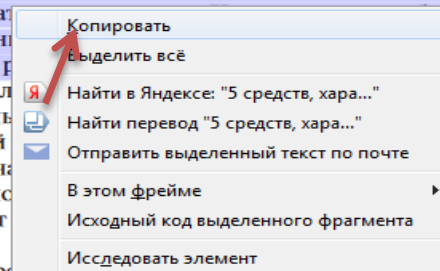 Копировать
Выделить всё
Найти в Яндексе: "5 средств, хара..."
Найти перевод "5 средств, хара..."
Отправить выделенный текст по почте
В этом фрейме
Исходный код выделенного фрагмента
Исследовать элемент